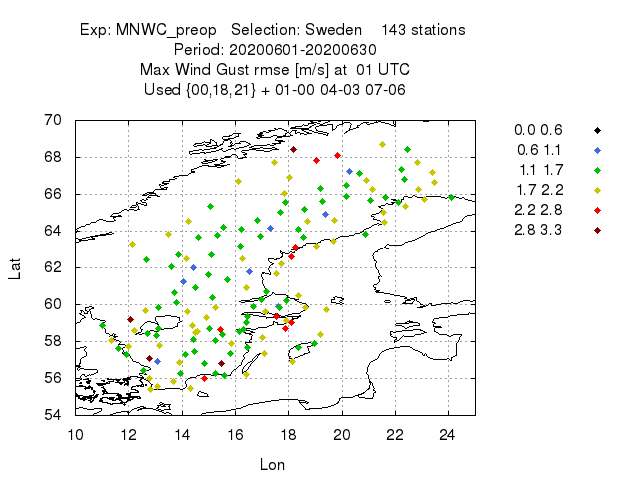 Exp: MNWC_preop   Selection: Sweden    143 stations
Period: 20200601-20200630
Max Wind Gust rmse [m/s] at  01 UTC
Used {00,18,21} + 01-00 04-03 07-06
70
68
66
64
62
60
58
56
54
Lat
10 12 14 16 18 20 22 24
Lon
0.0 0.6
0.6 1.1
1.1 1.7
1.7 2.2
2.2 2.8
2.8 3.3